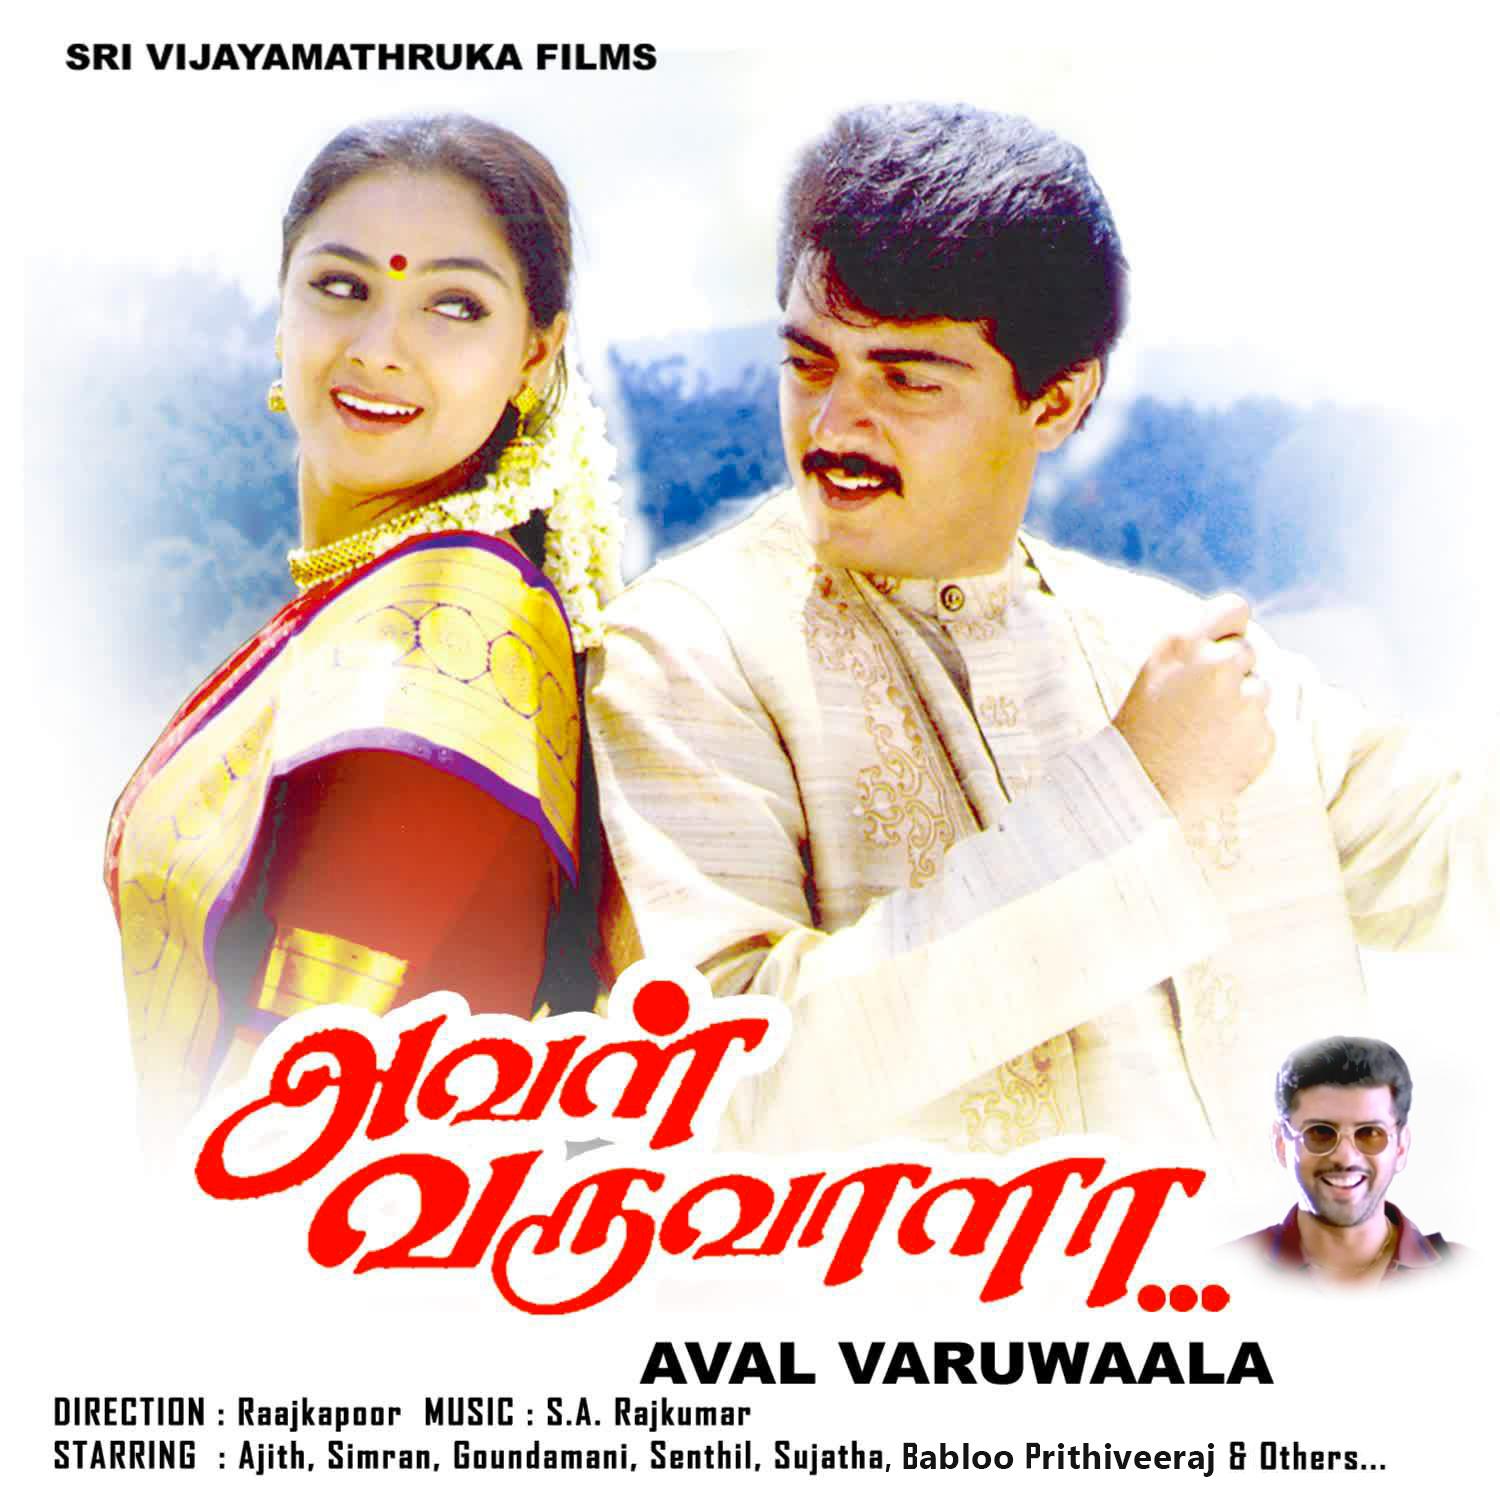 SRI VIJAYAMATHRUKA FILMS
அவள்
வருவாளா...
AVAL VARUWAALA
DIRECTION : Raajkapoor MUSIC : S.A. Rajkumar
STARRING : Ajith, Simran, Goundamani, Senthil, Sujatha, Babloo Prithiveeraj & Others...